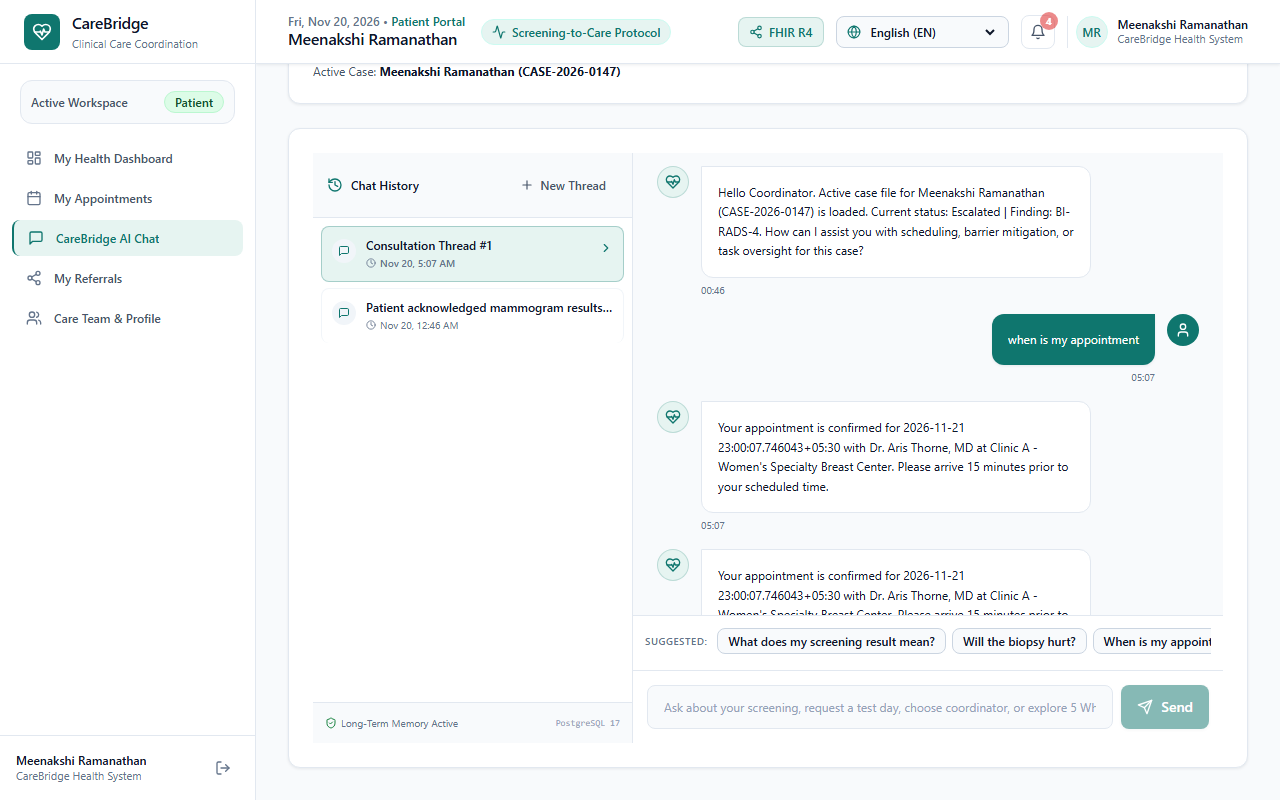 CareBridge
Clinical Care Coordination
Fri, Nov 20, 2026 • Patient Portal
Meenakshi Ramanathan
Screening-to-Care Protocol
FHIR R4
English (EN)
4
MR
Meenakshi Ramanathan
CareBridge Health System
Active Workspace
Patient
My Health Dashboard
My Appointments
CareBridge AI Chat
My Referrals
Care Team & Profile
Meenakshi Ramanathan
CareBridge Health System
Active Case: Meenakshi Ramanathan (CASE-2026-0147)
Chat History
New Thread
Consultation Thread #1
Nov 20, 5:07 AM
Patient acknowledged mammogram results...
Nov 20, 12:46 AM
Long-Term Memory Active
PostgreSQL 17
Hello Coordinator. Active case file for Meenakshi Ramanathan
(CASE-2026-0147) is loaded. Current status: Escalated | Finding: BI-
RADS-4. How can I assist you with scheduling, barrier mitigation, or
task oversight for this case?
00:46
when is my appointment
05:07
Your appointment is confirmed for 2026-11-21
23:00:07.746043+05:30 with Dr. Aris Thorne, MD at Clinic A -
Women's Specialty Breast Center. Please arrive 15 minutes prior to
your scheduled time.
05:07
Your appointment is confirmed for 2026-11-21
23:00:07.746043+05:30 with Dr. Aris Thorne, MD at Clinic A -
Women's Specialty Breast Center. Please arrive 15 minutes prior to
SUGGESTED:
What does my screening result mean?
Will the biopsy hurt?
When is my appoint
Ask about your screening, request a test day, choose coordinator, or explore 5 Wh
Send